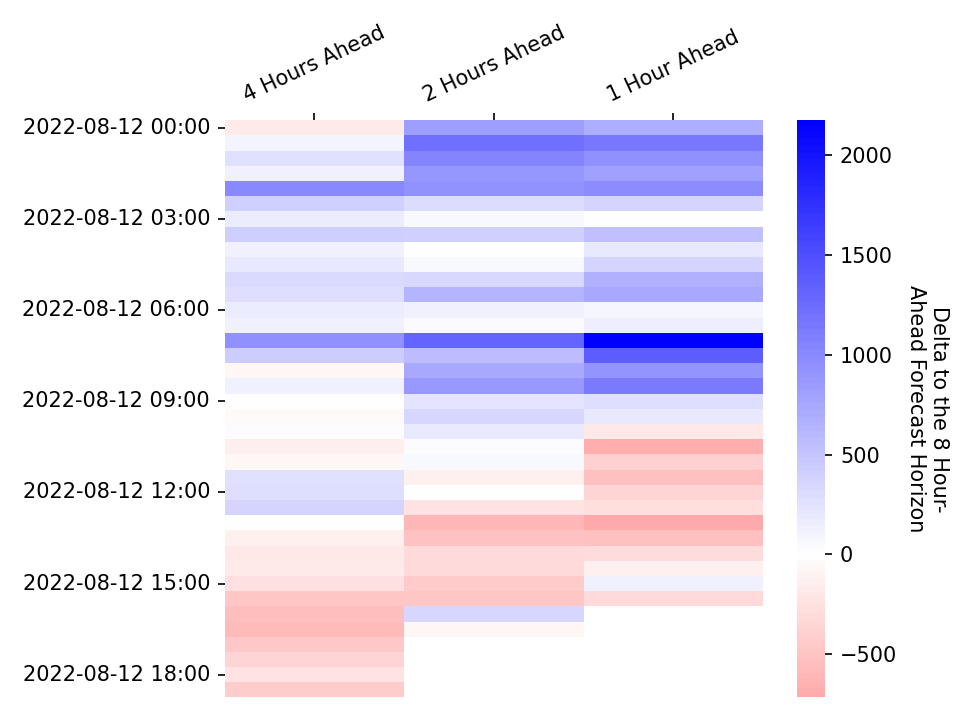 4 Hours Ahead
2 Hours Ahead
1 Hour Ahead
2022-08-12 00:00
2022-08-12 03:00
2022-08-12 06:00
2022-08-12 09:00
2022-08-12 12:00
2022-08-12 15:00
2022-08-12 18:00
2000
1500
1000
500
0
−500
Delta to the 8 Hour-
Ahead Forecast Horizon